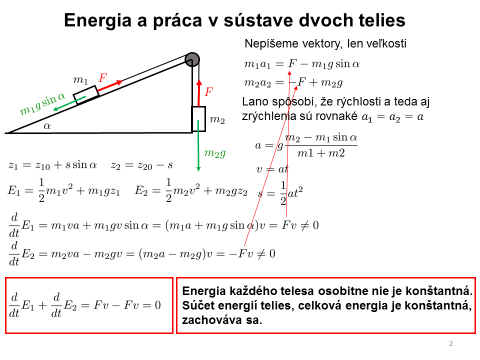 Energia a práca v sústave dvoch telies
Nepíšeme vektory, len veľkosti
m₁a₁ = F − m₁g sin α
m₂a₂ = −F + m₂g
Lano spôsobí, že rýchlosti a teda aj
zrýchlenia sú rovnaké a₁ = a₂ = a
a = g (m₂ − m₁ sin α)/(m1 + m2)
v = at
s = 1/2 at²
m₁
F
m₁g sin α
α
F
m₂
m₂g
z₁ = z₁₀ + s sin α z₂ = z₂₀ − s
E₁ = 1/2 m₁v² + m₁gz₁ E₂ = 1/2 m₂v² + m₂gz₂
d/dt E₁ = m₁va + m₁gv sin α = (m₁a + m₁g sin α)v = Fv ≠ 0
d/dt E₂ = m₂va − m₂gv = (m₂a − m₂g)v = −Fv ≠ 0
d/dt E₁ + d/dt E₂ = Fv − Fv = 0
Energia každého telesa osobitne nie je konštantná.
Súčet energií telies, celková energia je konštantná,
zachováva sa.
2